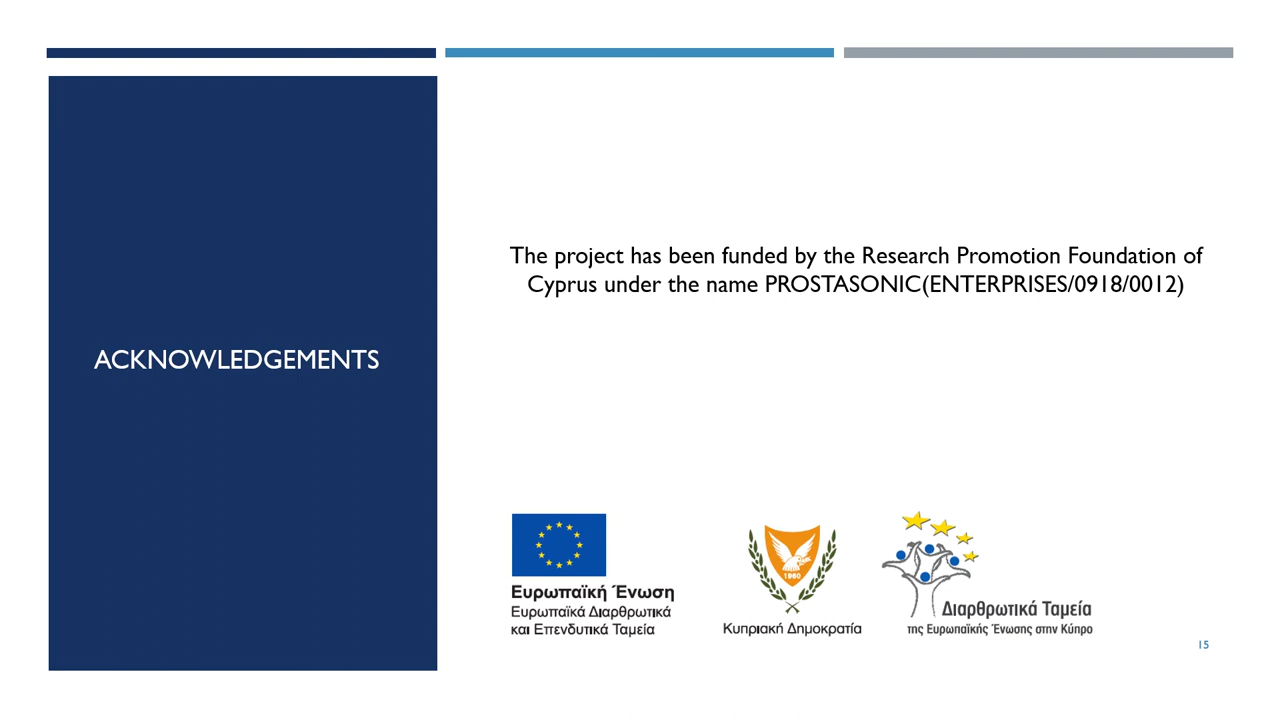 ACKNOWLEDGEMENTS
The project has been funded by the Research Promotion Foundation of
Cyprus under the name PROSTASONIC(ENTERPRISES/0918/0012)
Ευρωπαϊκή Ένωση
Ευρωπαϊκά Διαρθρωτικά
και Επενδυτικά Ταμεία
1960
Κυπριακή Δημοκρατία
Διαρθρωτικά Ταμεία
της Ευρωπαϊκής Ένωσης στην Κύπρο
15